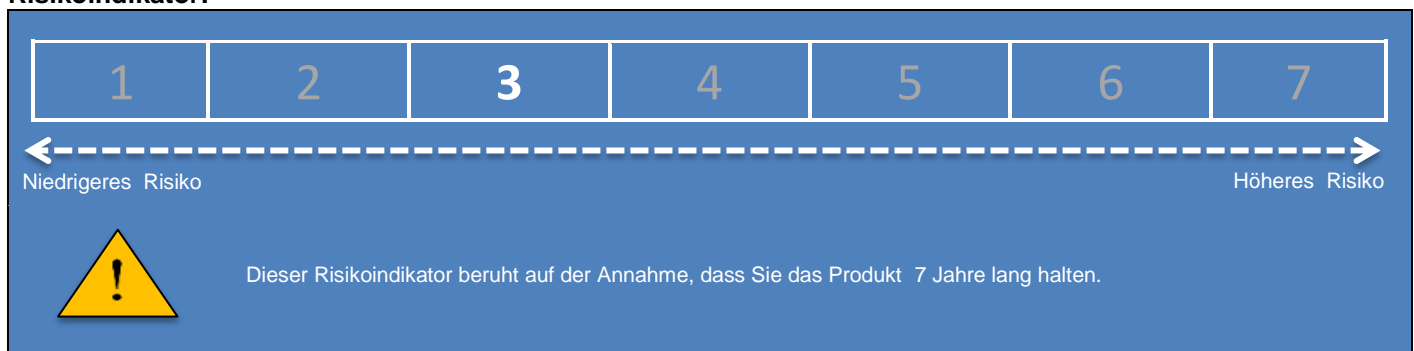 Risikoindikator:
1 2 3 4 5 6 7
Niedrigeres Risiko Höheres Risiko
! Dieser Risikoindikator beruht auf der Annahme, dass Sie das Produkt 7 Jahre lang halten.